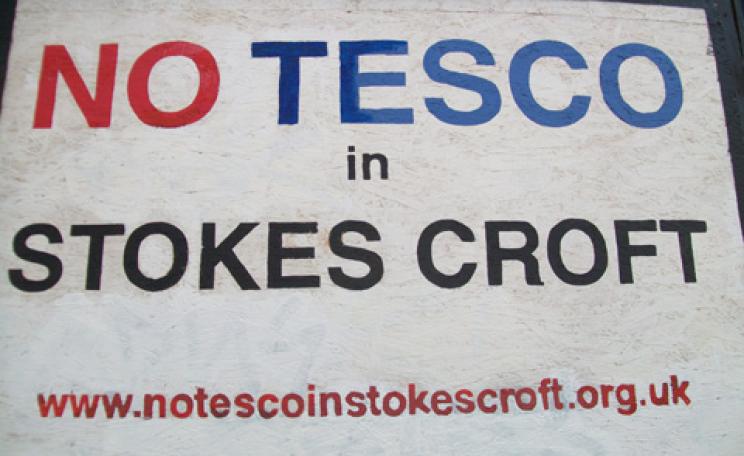 NO TESCO
in
STOKES CROFT
www.notescoinstokescroft.org.uk